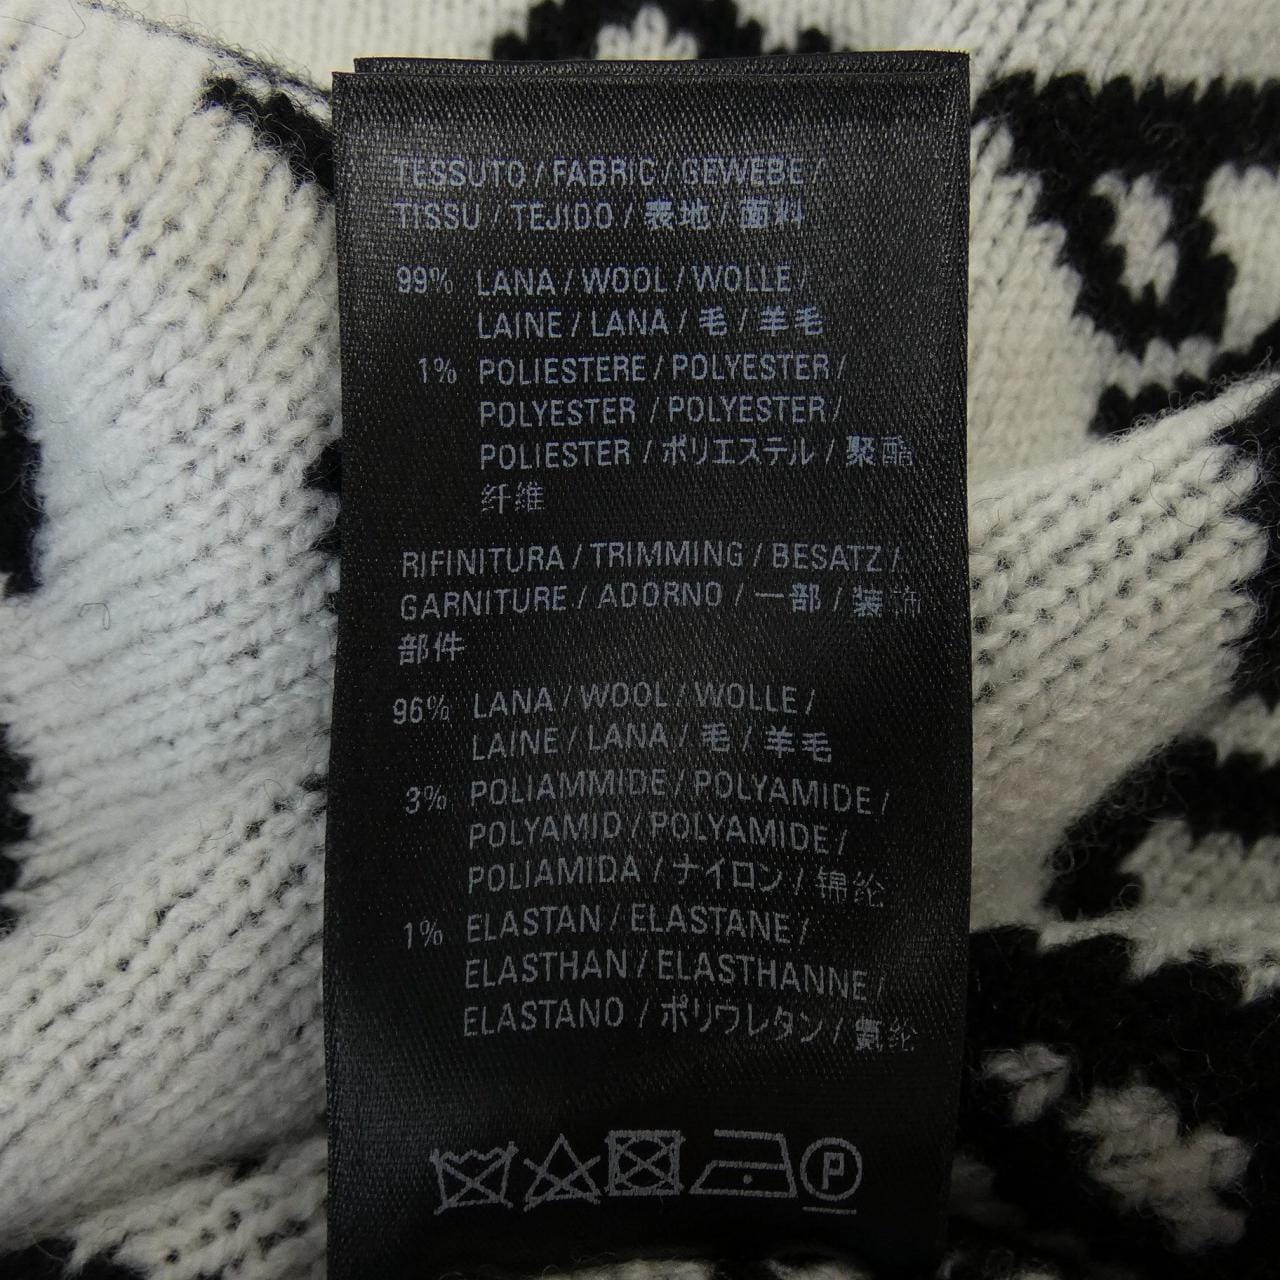 TESSUTO / FABRIC / GEWEBE /
TISSU / TEJIDO / 表地 / 面料
99% LANA / WOOL / WOLLE /
LAINE / LANA / 毛 / 羊毛
1% POLIESTERE / POLYESTER /
POLYESTER / POLYESTER /
POLIESTER / ポリエステル / 聚酯
纤维
RIFINITURA / TRIMMING / BESATZ /
GARNITURE / ADORNO / 一部 / 装饰
部件
96% LANA / WOOL / WOLLE /
LAINE / LANA / 毛 / 羊毛
3% POLIAMMIDE / POLYAMIDE /
POLYAMID / POLYAMIDE /
POLIAMIDA / ナイロン / 锦纶
1% ELASTAN / ELASTANE /
ELASTHAN / ELASTHANNE /
ELASTANO / ポリウレタン / 氨纶
P